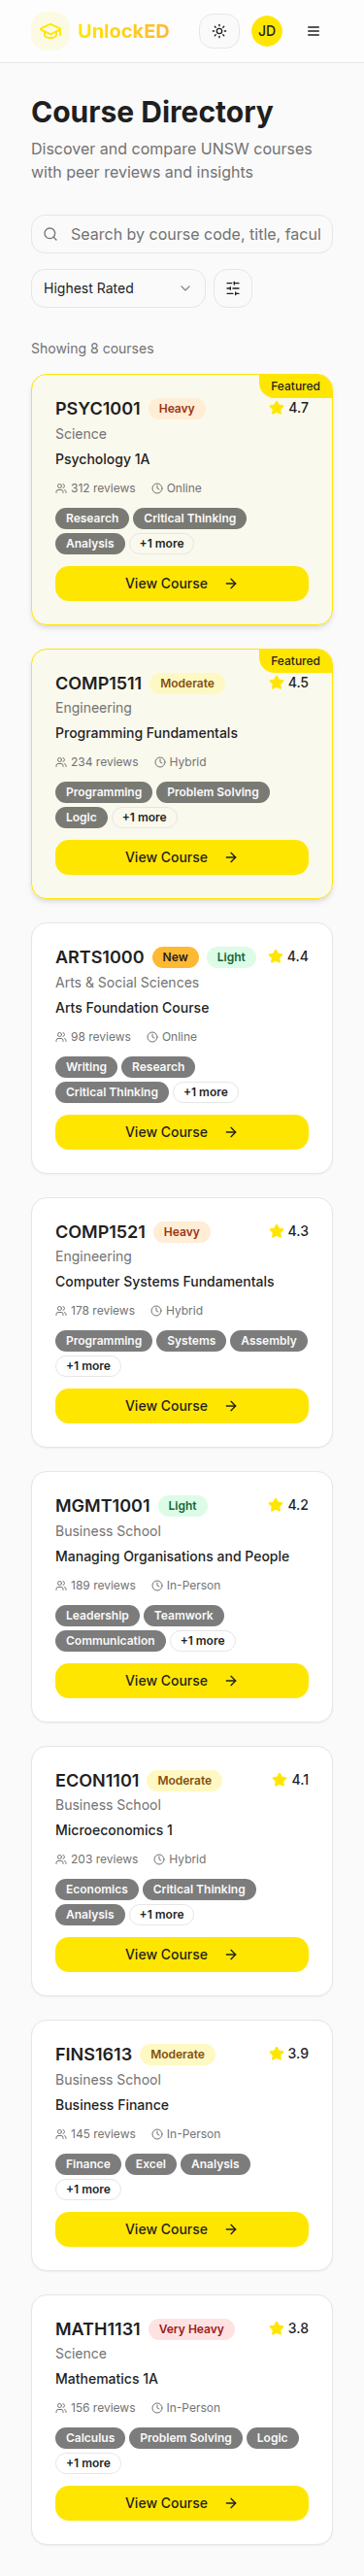 UnlockED
JD
Course Directory
Discover and compare UNSW courses
with peer reviews and insights
Search by course code, title, facul
Highest Rated
Showing 8 courses
Featured
PSYC1001 Heavy 4.7
Science
Psychology 1A
312 reviews Online
Research Critical Thinking
Analysis +1 more
View Course
Featured
COMP1511 Moderate 4.5
Engineering
Programming Fundamentals
234 reviews Hybrid
Programming Problem Solving
Logic +1 more
View Course
ARTS1000 New Light 4.4
Arts & Social Sciences
Arts Foundation Course
98 reviews Online
Writing Research
Critical Thinking +1 more
View Course
COMP1521 Heavy 4.3
Engineering
Computer Systems Fundamentals
178 reviews Hybrid
Programming Systems Assembly
+1 more
View Course
MGMT1001 Light 4.2
Business School
Managing Organisations and People
189 reviews In-Person
Leadership Teamwork
Communication +1 more
View Course
ECON1101 Moderate 4.1
Business School
Microeconomics 1
203 reviews Hybrid
Economics Critical Thinking
Analysis +1 more
View Course
FINS1613 Moderate 3.9
Business School
Business Finance
145 reviews In-Person
Finance Excel Analysis
+1 more
View Course
MATH1131 Very Heavy 3.8
Science
Mathematics 1A
156 reviews In-Person
Calculus Problem Solving Logic
+1 more
View Course